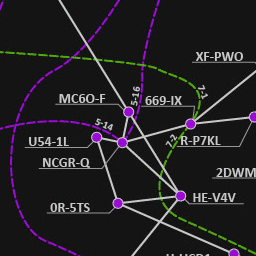 XF-PWO
7-1
5-16
MC6O-F
669-IX
5-14
7-2
U54-1L
R-P7KL
NCGR-Q
2DWM
HE-V4V
0R-5TS